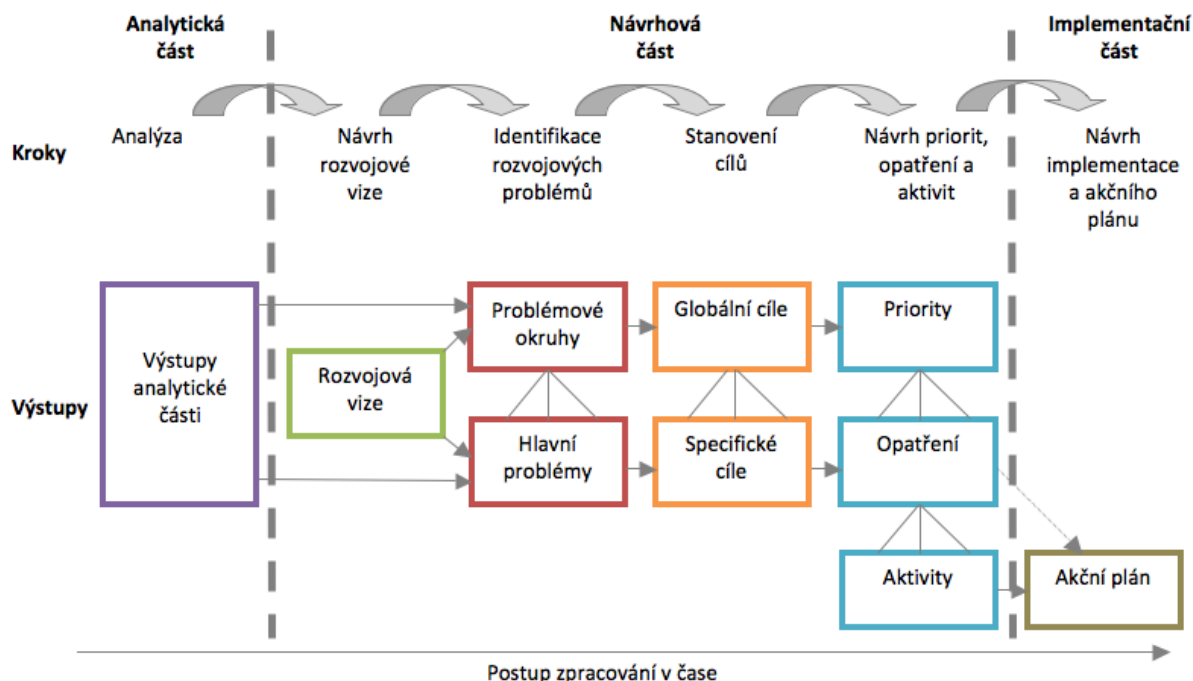 Analytická
část
Návrhová
část
Implementační
část
Kroky
Analýza
Návrh
rozvojové
vize
Identifikace
rozvojových
problémů
Stanovení
cílů
Návrh priorit,
opatření a
aktivit
Návrh
implementace
a akčního
plánu
Výstupy
Výstupy
analytické
části
Rozvojová
vize
Problémové
okruhy
Globální cíle
Priority
Hlavní
problémy
Specifické
cíle
Opatření
Aktivity
Akční plán
Postup zpracování v čase